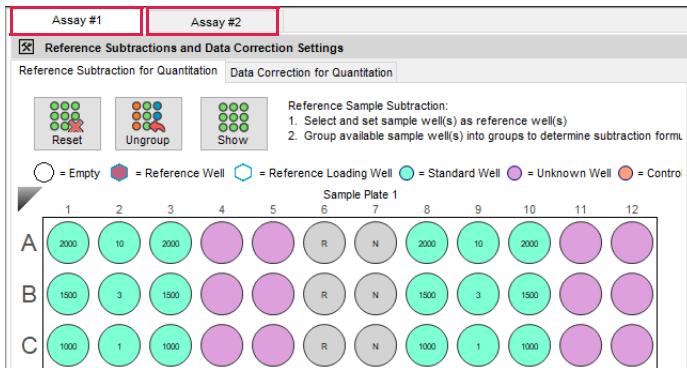 Assay #1 Assay #2
Reference Subtractions and Data Correction Settings
Reference Subtraction for Quantitation Data Correction for Quantitation
Reset Ungroup Show
Reference Sample Subtraction:
1. Select and set sample well(s) as reference well(s)
2. Group available sample well(s) into groups to determine subtraction formu
= Empty = Reference Well = Reference Loading Well = Standard Well = Unknown Well = Contro
Sample Plate 1
1 2 3 4 5 6 7 8 9 10 11 12
A 2000 10 2000 R N 2000 10 2000
B 1500 3 1500 R N 1500 3 1500
C 1000 1 1000 R N 1000 1 1000